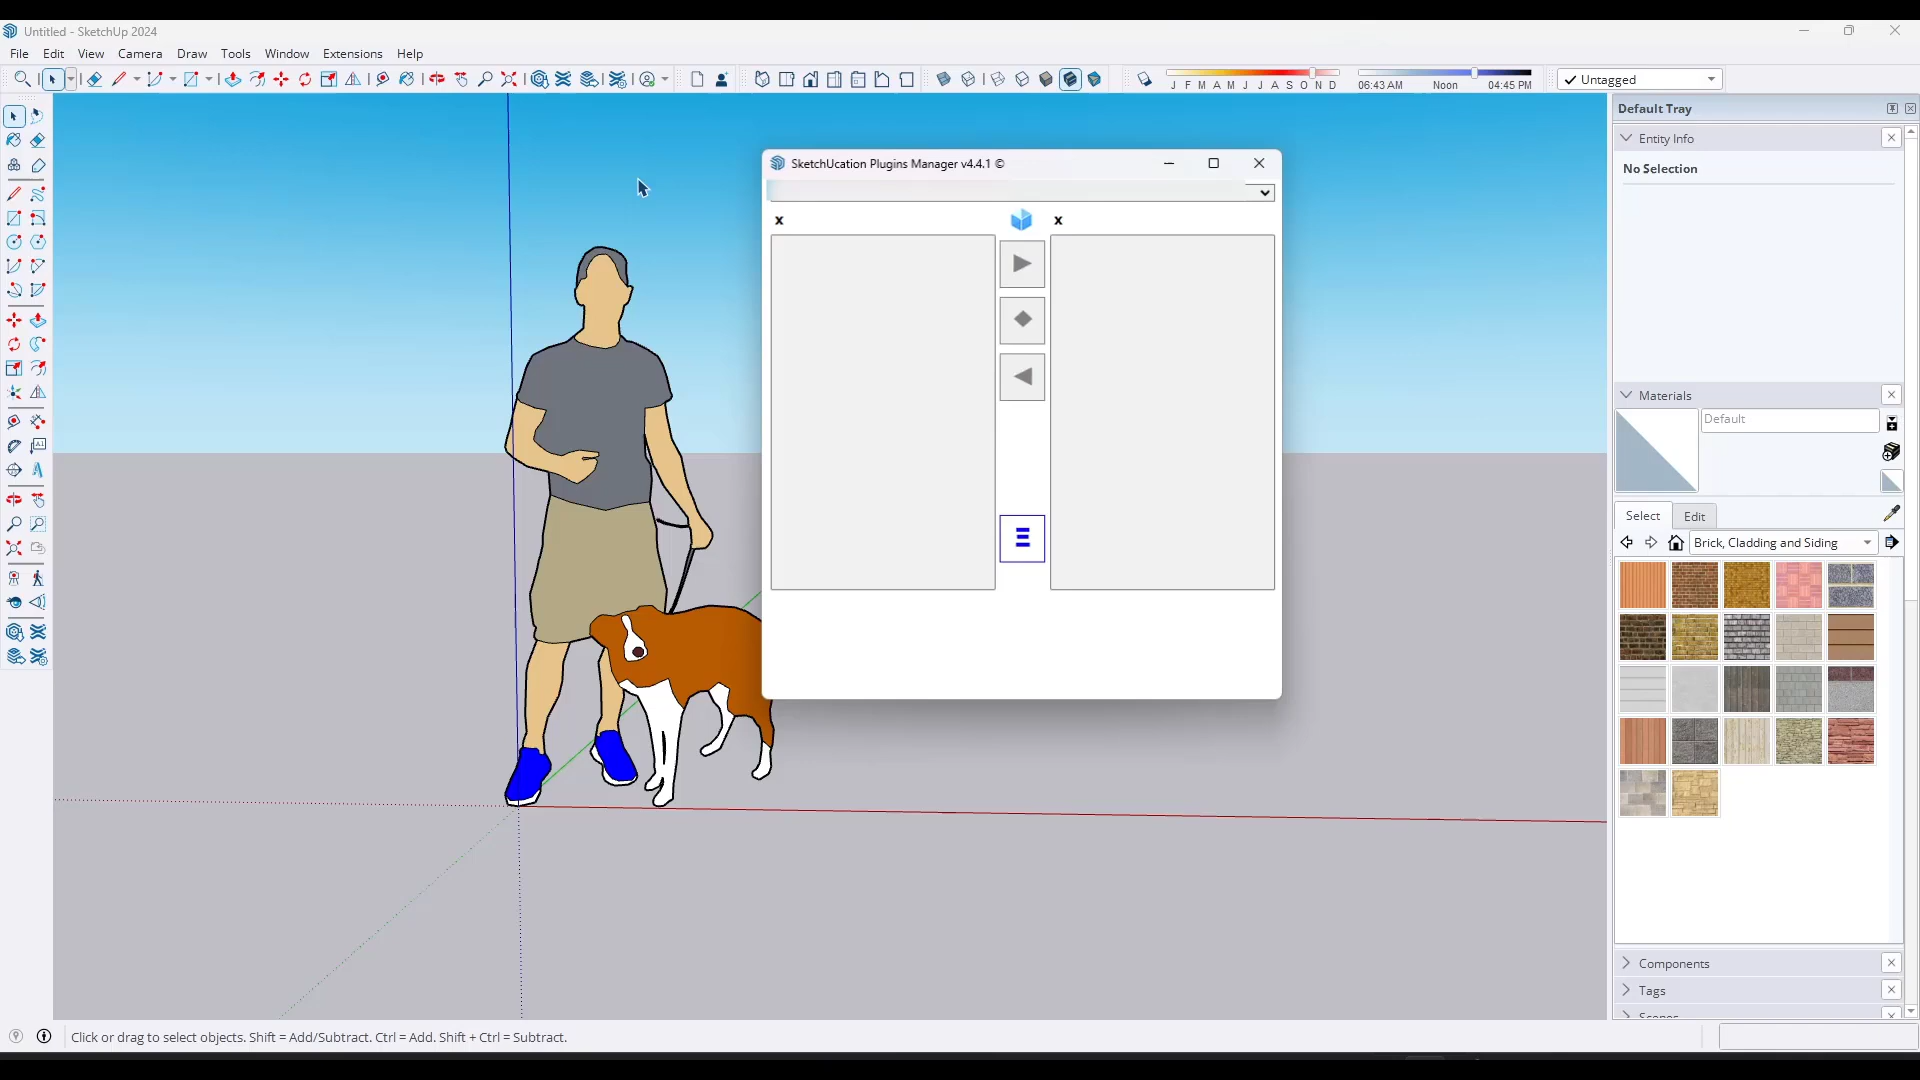 Untitled - SketchUp 2024
File Edit View Camera Draw Tools Window Extensions Help
J F M A M J J A S O N D
06:43 AM Noon 04:45 PM
Untagged
Default Tray
Entity Info
No Selection
SketchUcation Plugins Manager v4.4.1 ©
x x
Materials
Default
Select Edit
Brick, Cladding and Siding
Components
Tags
Scenes
Click or drag to select objects. Shift = Add/Subtract. Ctrl = Add. Shift + Ctrl = Subtract.